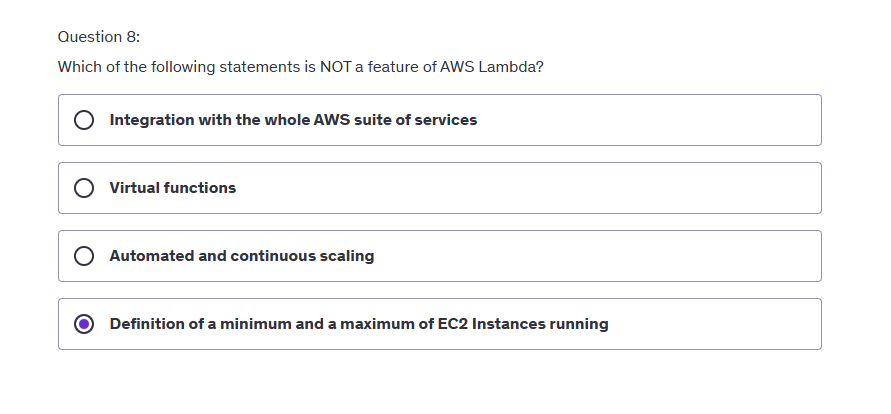 Question 8:
Which of the following statements is NOT a feature of AWS Lambda?
Integration with the whole AWS suite of services
Virtual functions
Automated and continuous scaling
Definition of a minimum and a maximum of EC2 Instances running